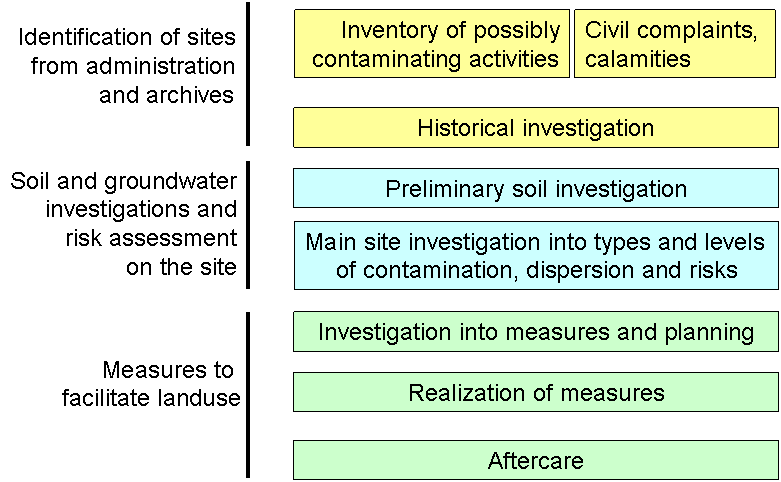 Identification of sites
from administration
and archives
Inventory of possibly
contaminating activities
Civil complaints,
calamities
Historical investigation
Soil and groundwater
investigations and
risk assessment
on the site
Preliminary soil investigation
Main site investigation into types and levels
of contamination, dispersion and risks
Measures to
facilitate landuse
Investigation into measures and planning
Realization of measures
Aftercare